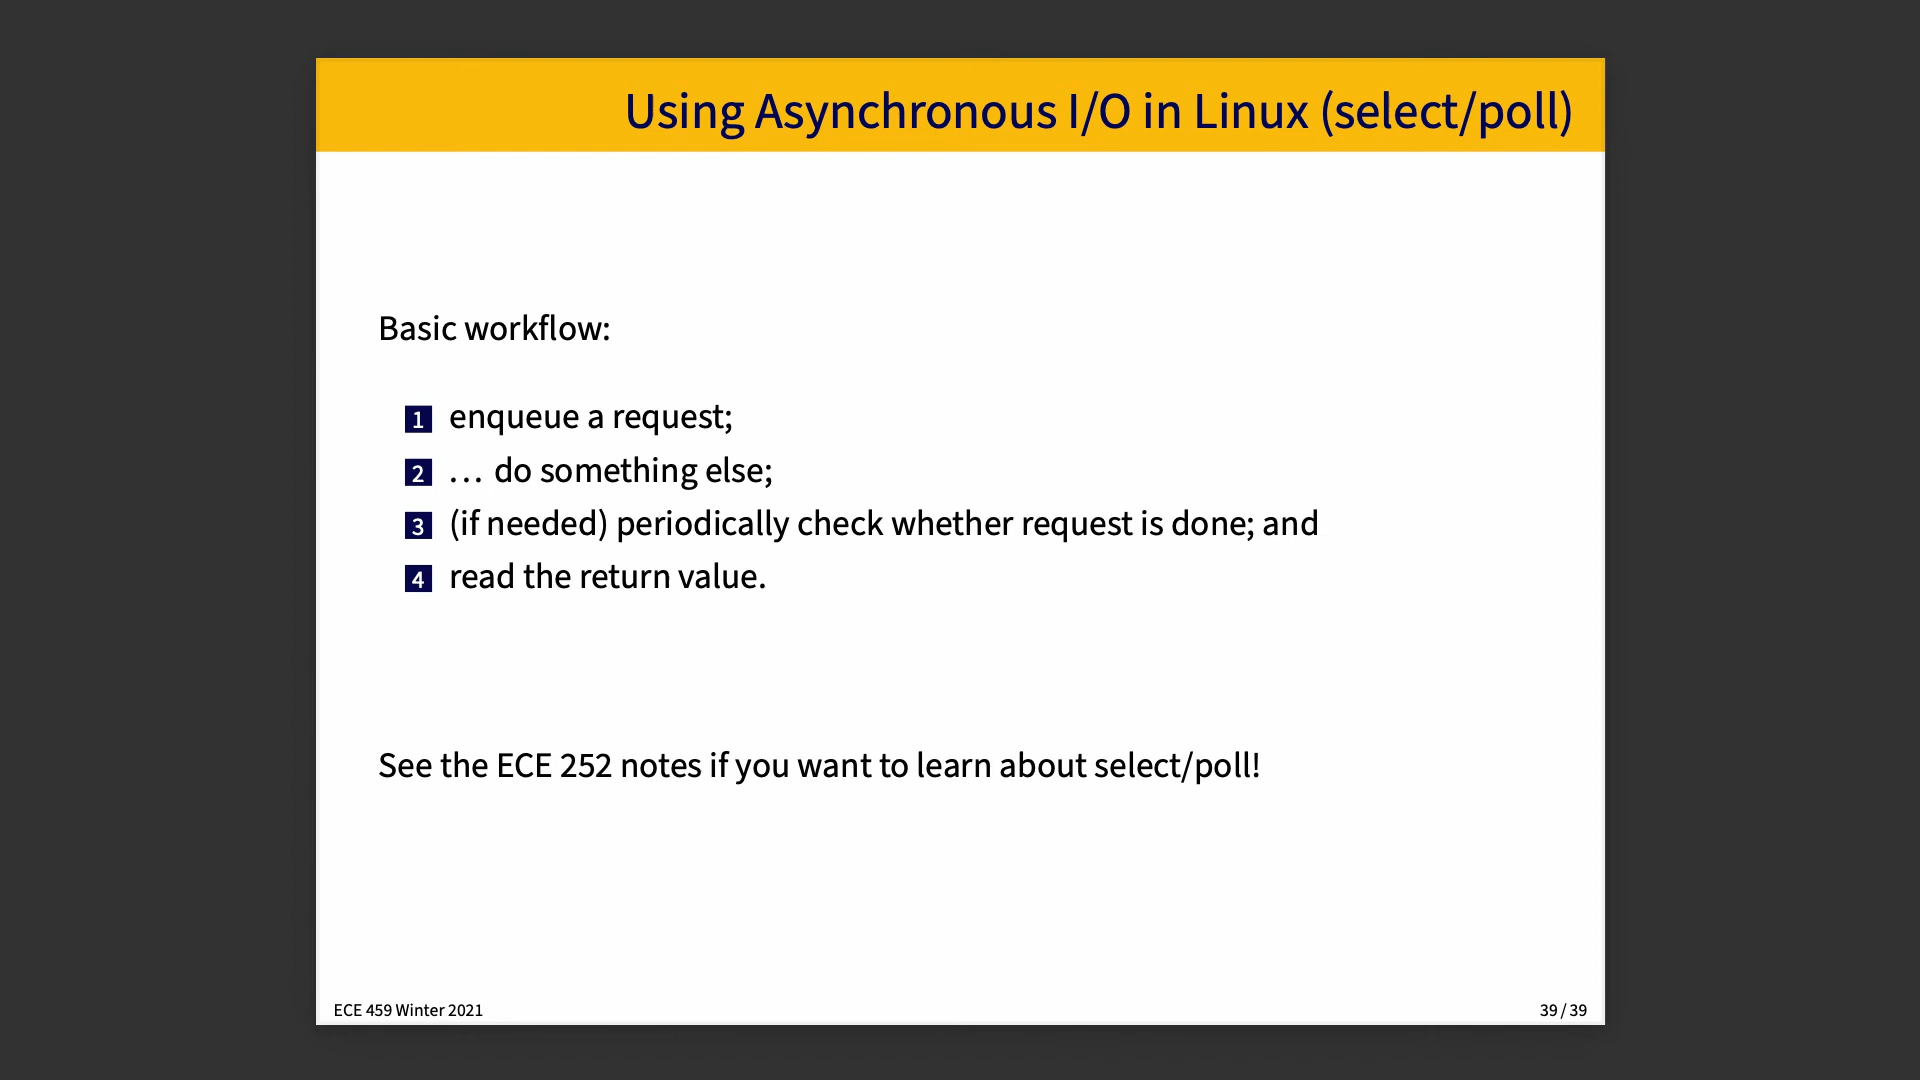 Using Asynchronous I/O in Linux (select/poll)
Basic workflow:
1 enqueue a request;
2 … do something else;
3 (if needed) periodically check whether request is done; and
4 read the return value.
See the ECE 252 notes if you want to learn about select/poll!
ECE 459 Winter 2021
39 / 39